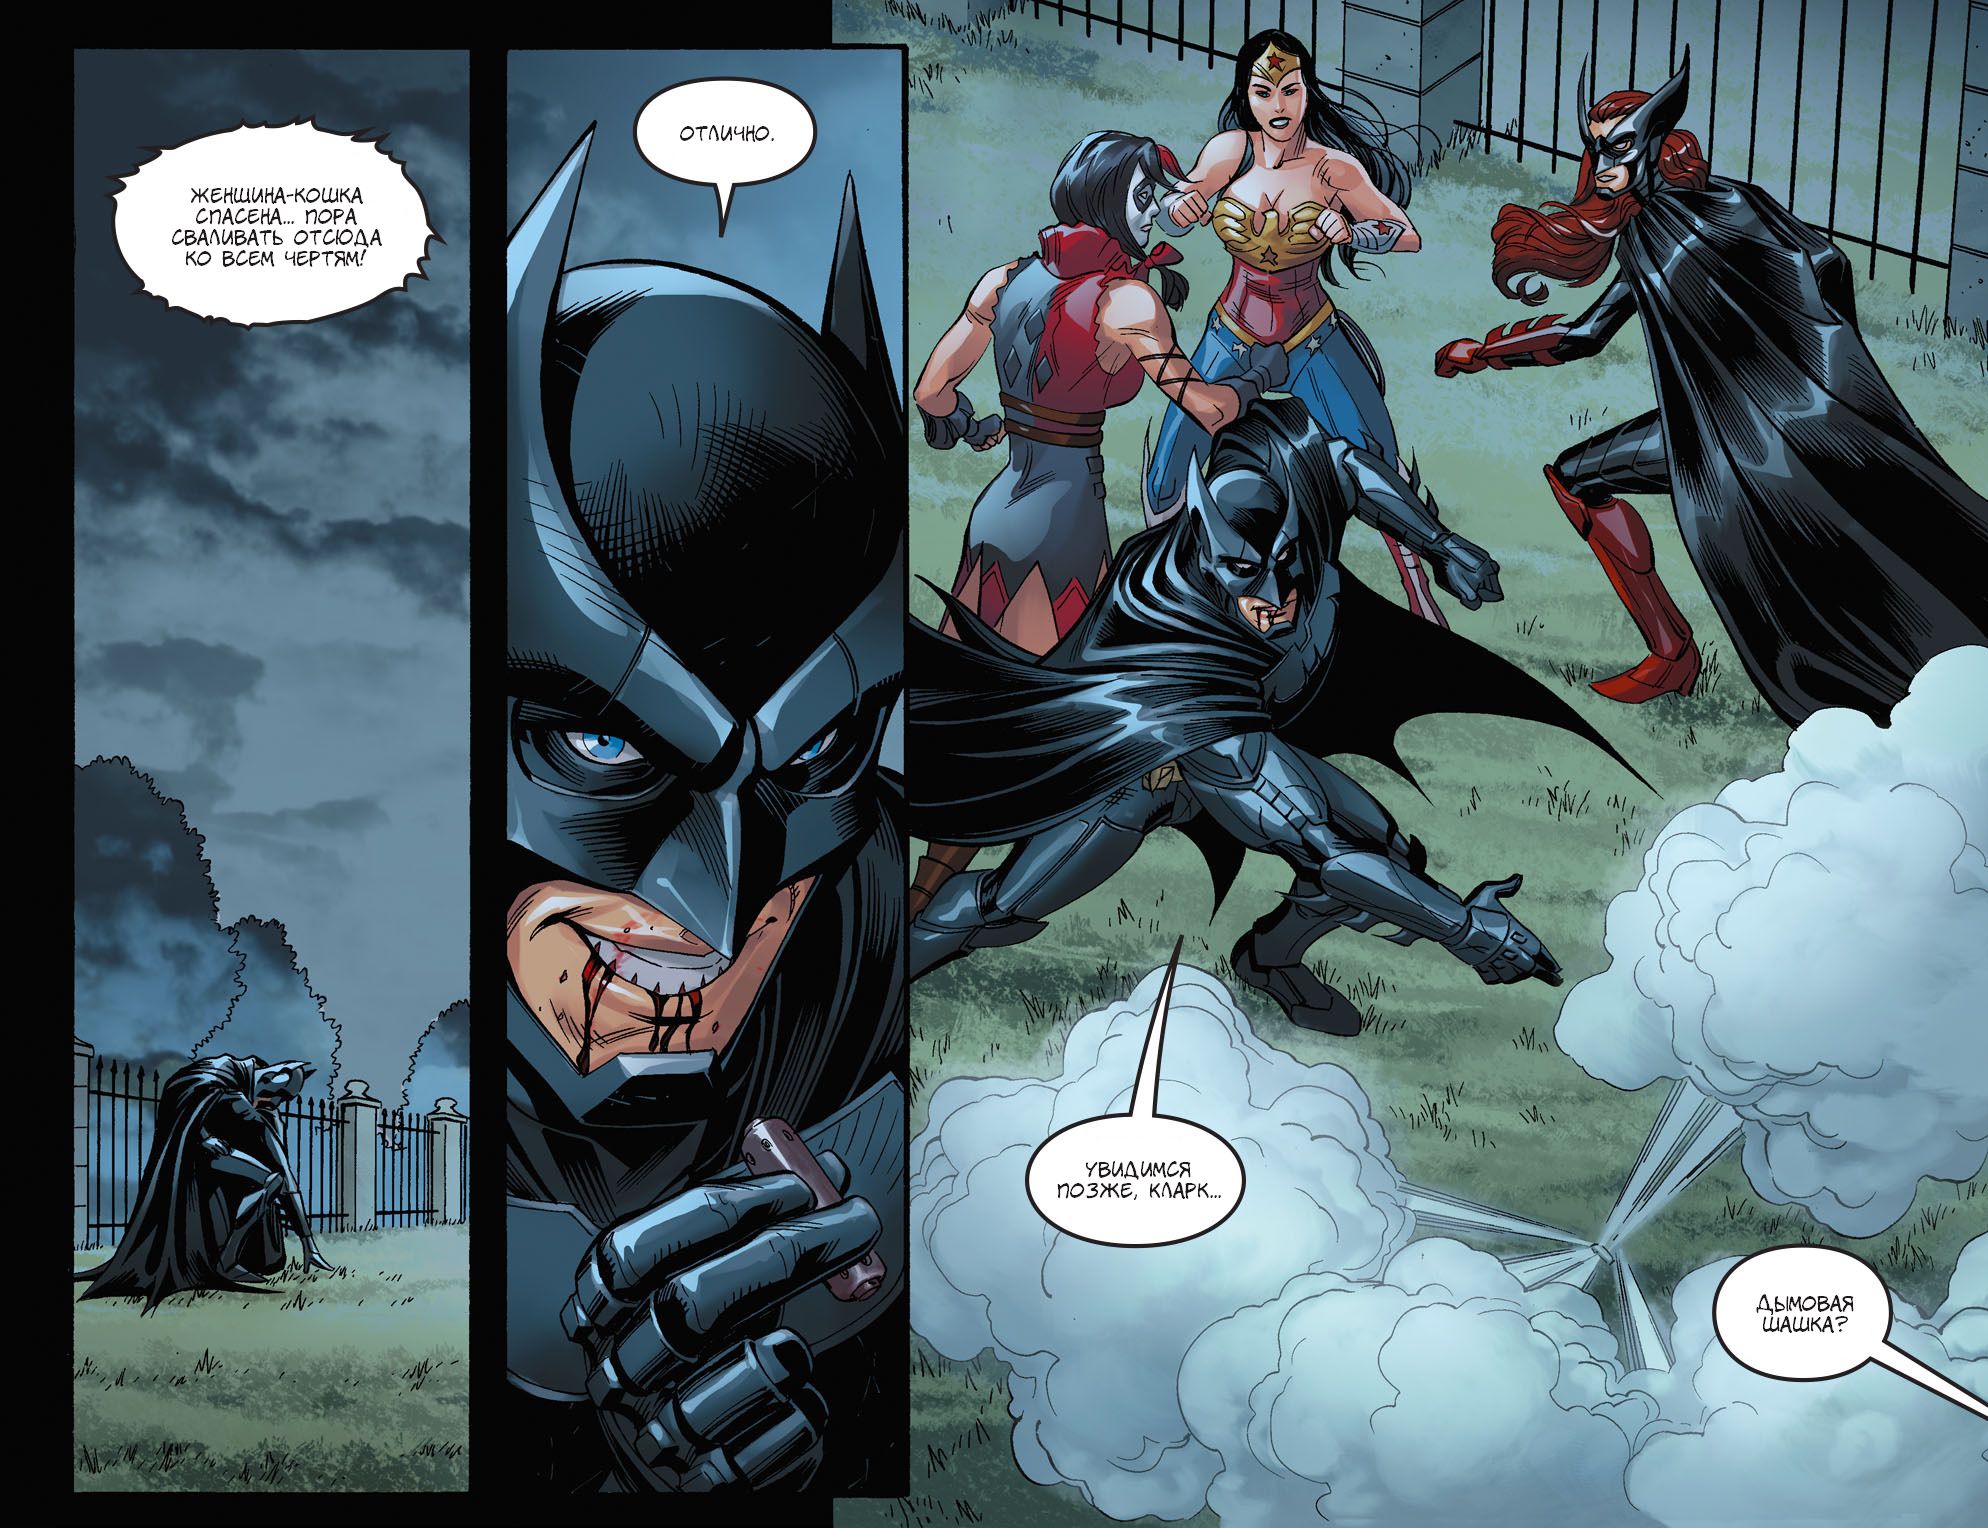 ЖЕНЩИНА-КОШКА
СПАСЕНА... ПОРА
СВАЛИВАТЬ ОТСЮДА
КО ВСЕМ ЧЕРТЯМ!
ОТЛИЧНО.
УВИДИМСЯ
ПОЗЖЕ, КЛАРК...
ДЫМОВАЯ
ШАШКА?